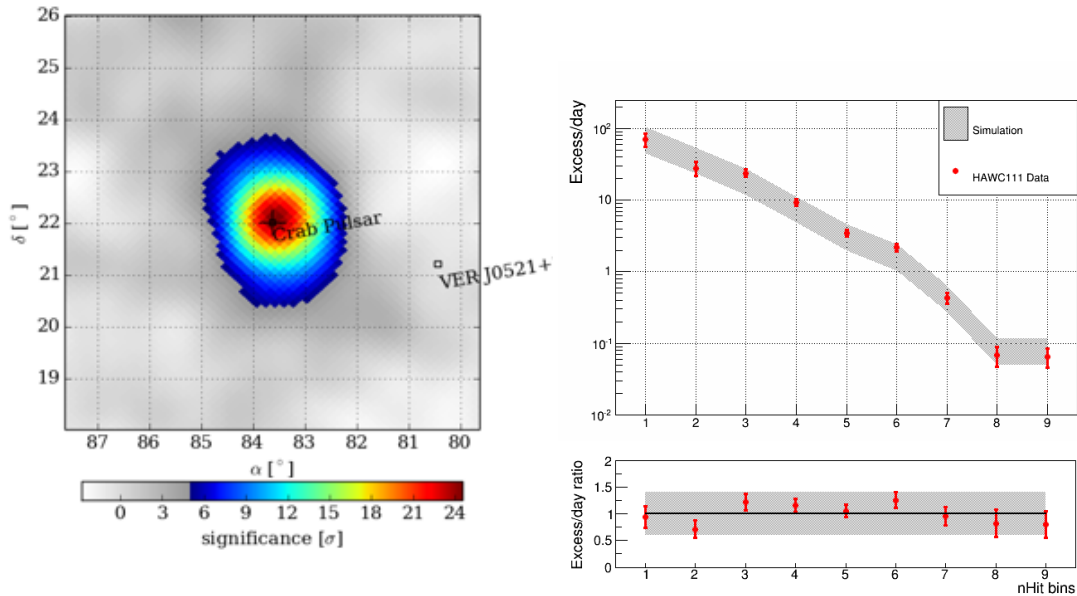 26
25
24
23
22
21
20
19
δ [°]
Crab Pulsar
VER J0521+
87 86 85 84 83 82 81 80
α [°]
0 3 6 9 12 15 18 21 24
significance [σ]
Excess/day
10²
10
1
10⁻¹
10⁻²
Simulation
HAWC111 Data
1 2 3 4 5 6 7 8 9
Excess/day ratio
2
1.5
1
0.5
0
1 2 3 4 5 6 7 8 9
nHit bins